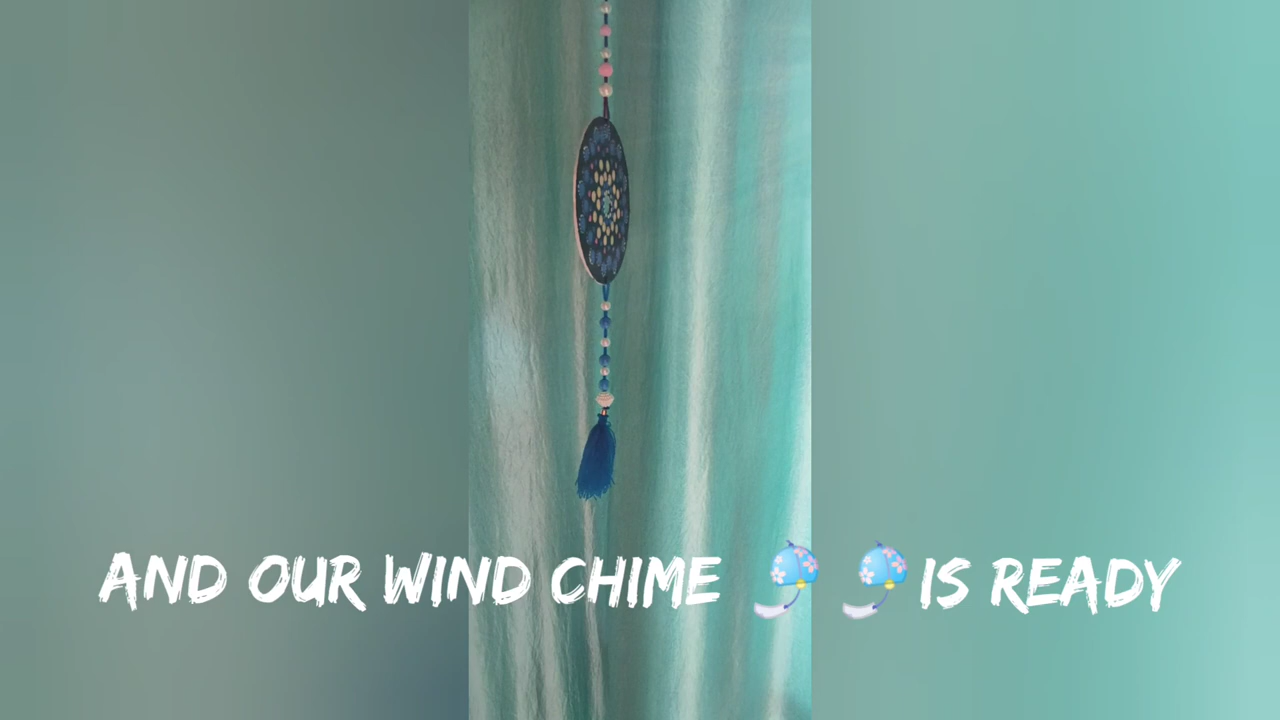 AND OUR WIND CHIME 🎐 🎐 IS READY